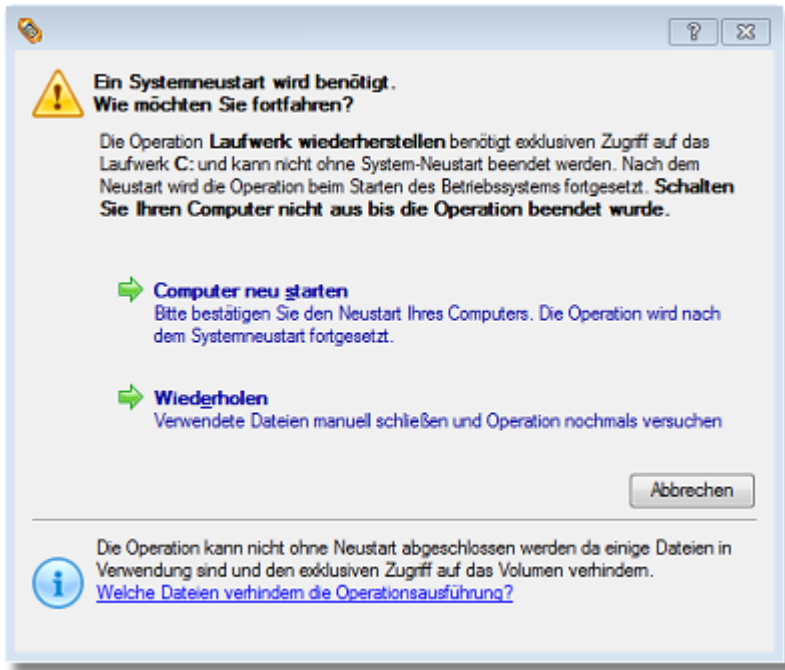 Ein Systemneustart wird benötigt.
Wie möchten Sie fortfahren?
Die Operation Laufwerk wiederherstellen benötigt exklusiven Zugriff auf das
Laufwerk C: und kann nicht ohne System-Neustart beendet werden. Nach dem
Neustart wird die Operation beim Starten des Betriebssystems fortgesetzt. Schalten
Sie Ihren Computer nicht aus bis die Operation beendet wurde.
Computer neu starten
Bitte bestätigen Sie den Neustart Ihres Computers. Die Operation wird nach
dem Systemneustart fortgesetzt.
Wiederholen
Verwendete Dateien manuell schließen und Operation nochmals versuchen
Abbrechen
Die Operation kann nicht ohne Neustart abgeschlossen werden da einige Dateien in
Verwendung sind und den exklusiven Zugriff auf das Volumen verhindern.
Welche Dateien verhindern die Operationsausführung?